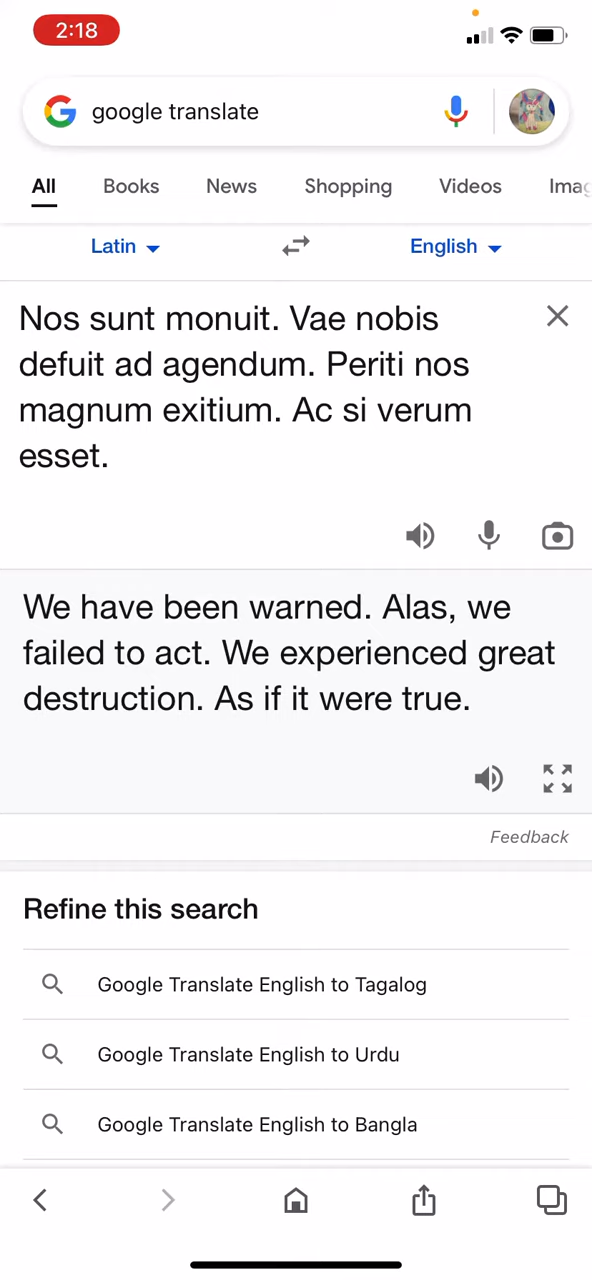 2:18
google translate
All Books News Shopping Videos
Latin English
Nos sunt monuit. Vae nobis
defuit ad agendum. Periti nos
magnum exitium. Ac si verum
esset.
We have been warned. Alas, we
failed to act. We experienced great
destruction. As if it were true.
Feedback
Refine this search
Google Translate English to Tagalog
Google Translate English to Urdu
Google Translate English to Bangla